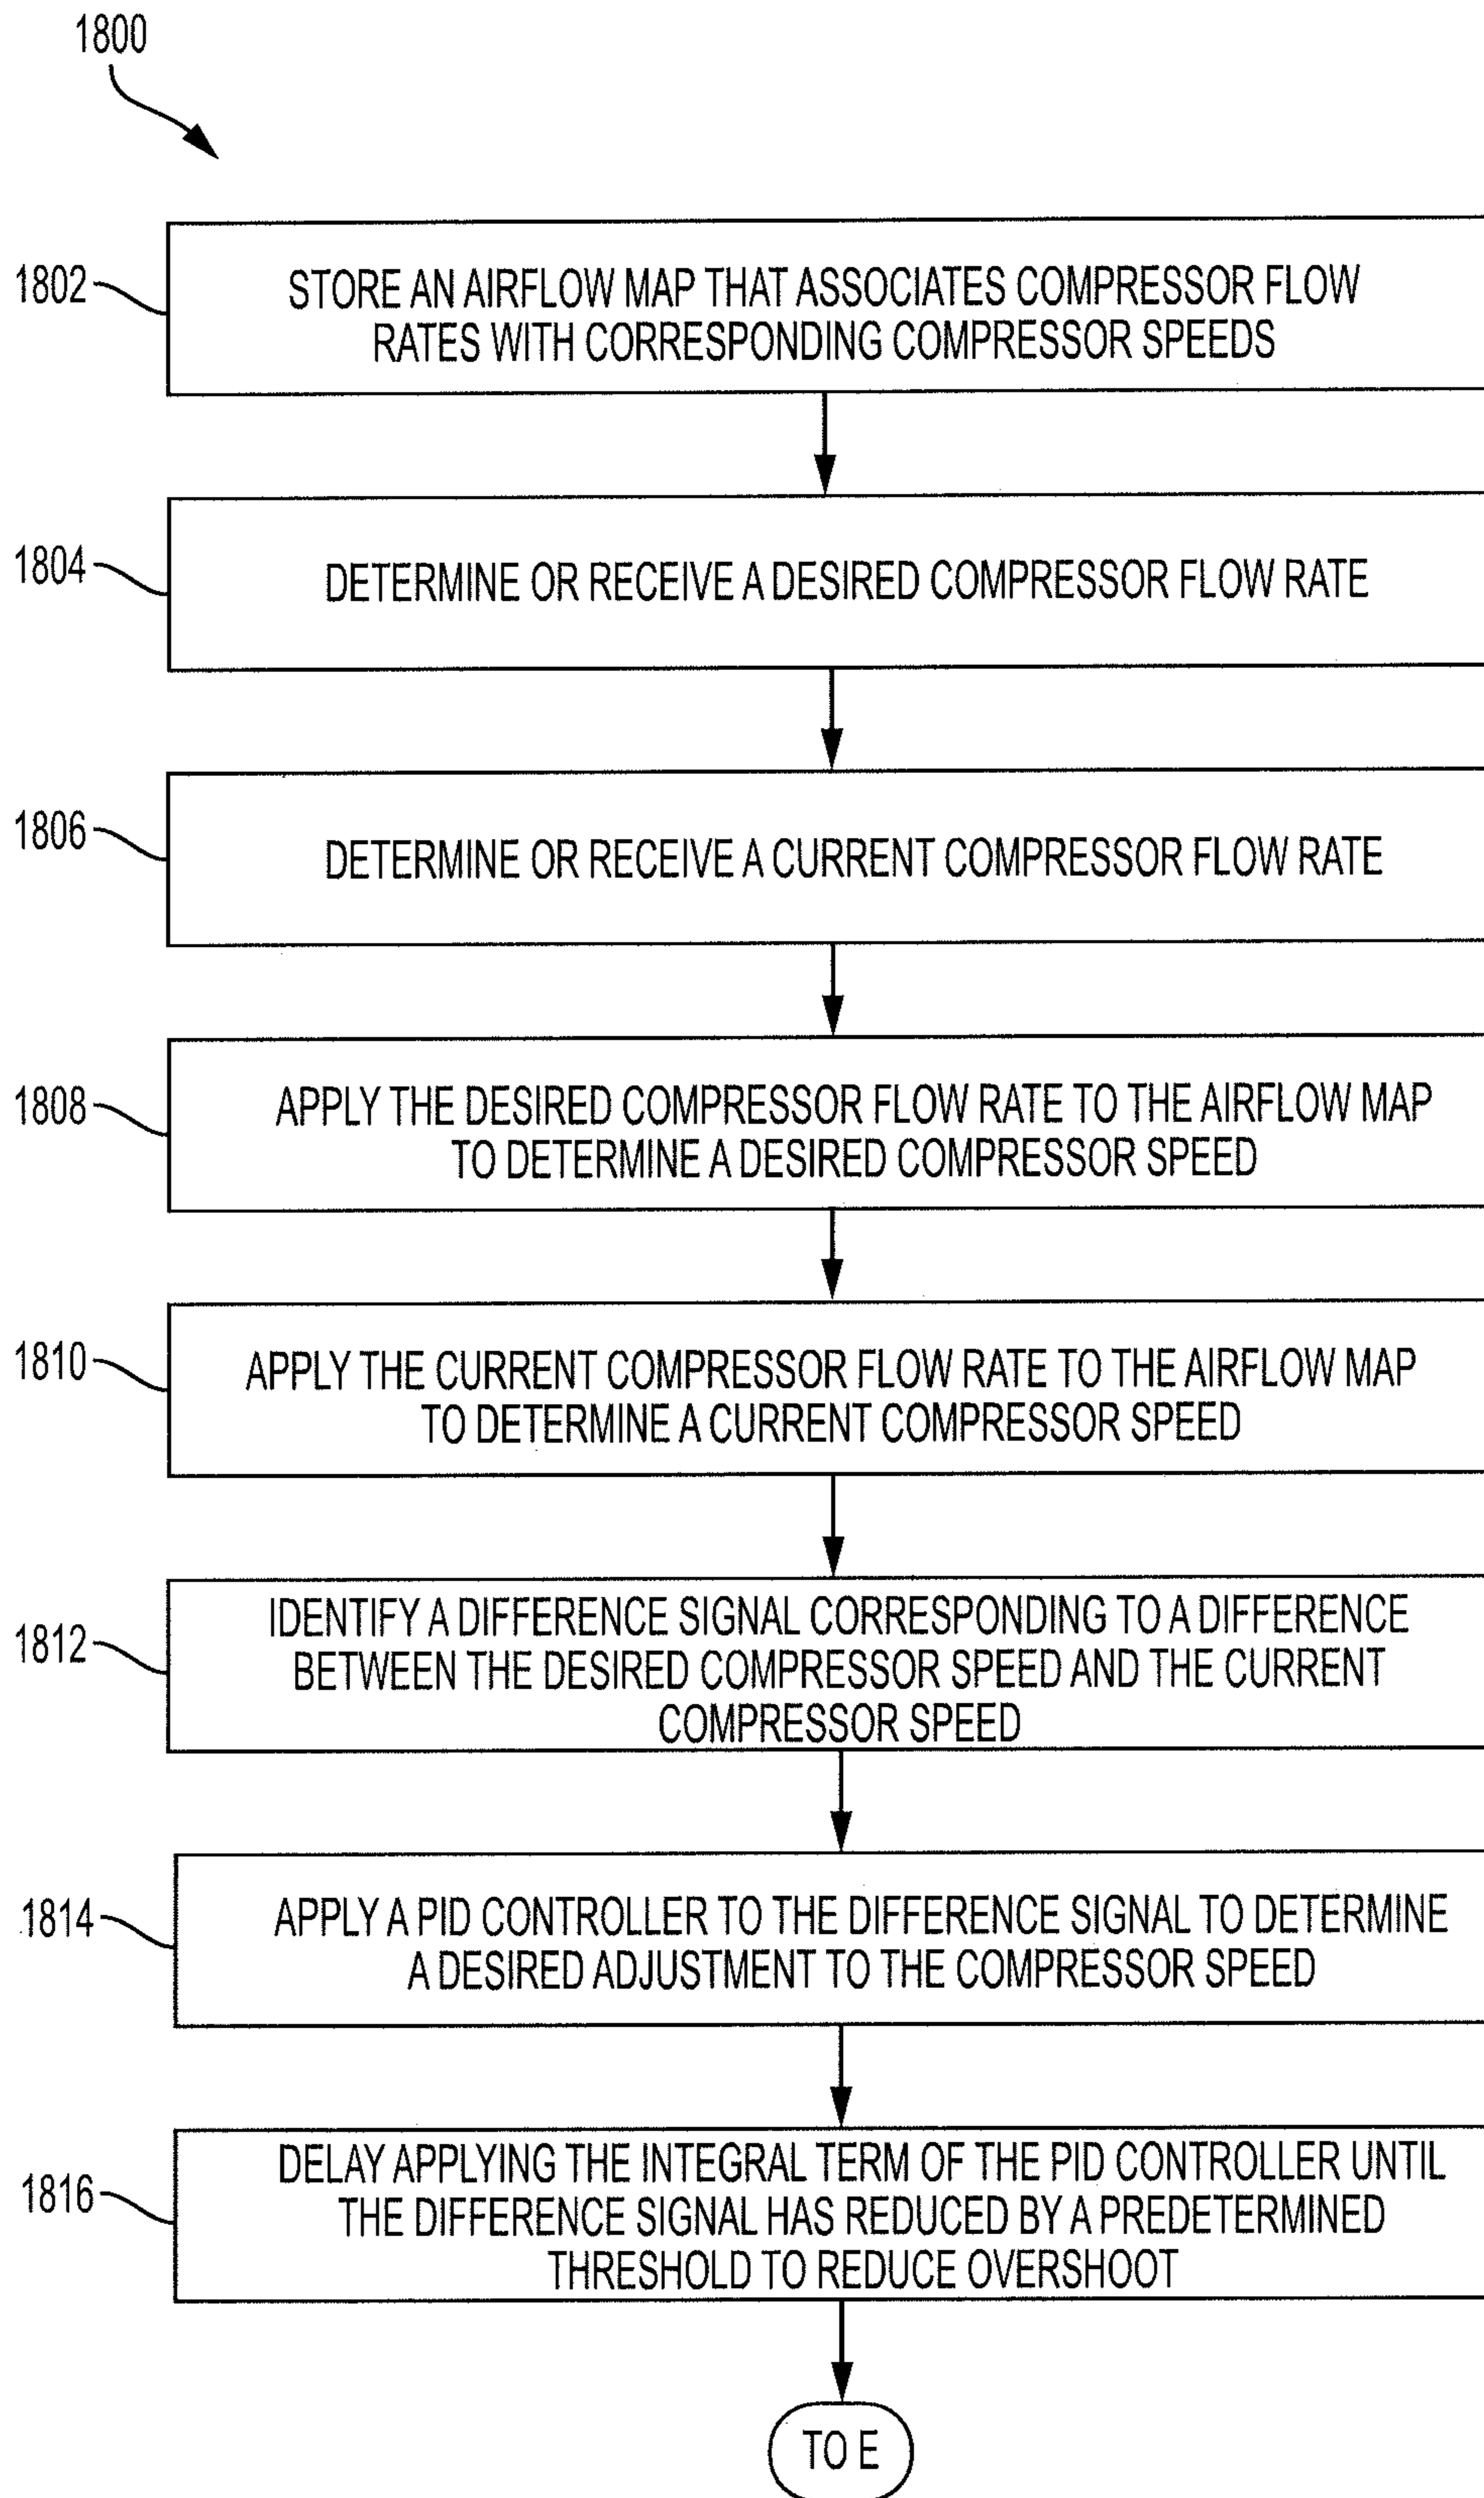 1800
1802
STORE AN AIRFLOW MAP THAT ASSOCIATES COMPRESSOR FLOW
RATES WITH CORRESPONDING COMPRESSOR SPEEDS
1804
DETERMINE OR RECEIVE A DESIRED COMPRESSOR FLOW RATE
1806
DETERMINE OR RECEIVE A CURRENT COMPRESSOR FLOW RATE
1808
APPLY THE DESIRED COMPRESSOR FLOW RATE TO THE AIRFLOW MAP
TO DETERMINE A DESIRED COMPRESSOR SPEED
1810
APPLY THE CURRENT COMPRESSOR FLOW RATE TO THE AIRFLOW MAP
TO DETERMINE A CURRENT COMPRESSOR SPEED
1812
IDENTIFY A DIFFERENCE SIGNAL CORRESPONDING TO A DIFFERENCE
BETWEEN THE DESIRED COMPRESSOR SPEED AND THE CURRENT
COMPRESSOR SPEED
1814
APPLY A PID CONTROLLER TO THE DIFFERENCE SIGNAL TO DETERMINE
A DESIRED ADJUSTMENT TO THE COMPRESSOR SPEED
1816
DELAY APPLYING THE INTEGRAL TERM OF THE PID CONTROLLER UNTIL
THE DIFFERENCE SIGNAL HAS REDUCED BY A PREDETERMINED
THRESHOLD TO REDUCE OVERSHOOT
TO E